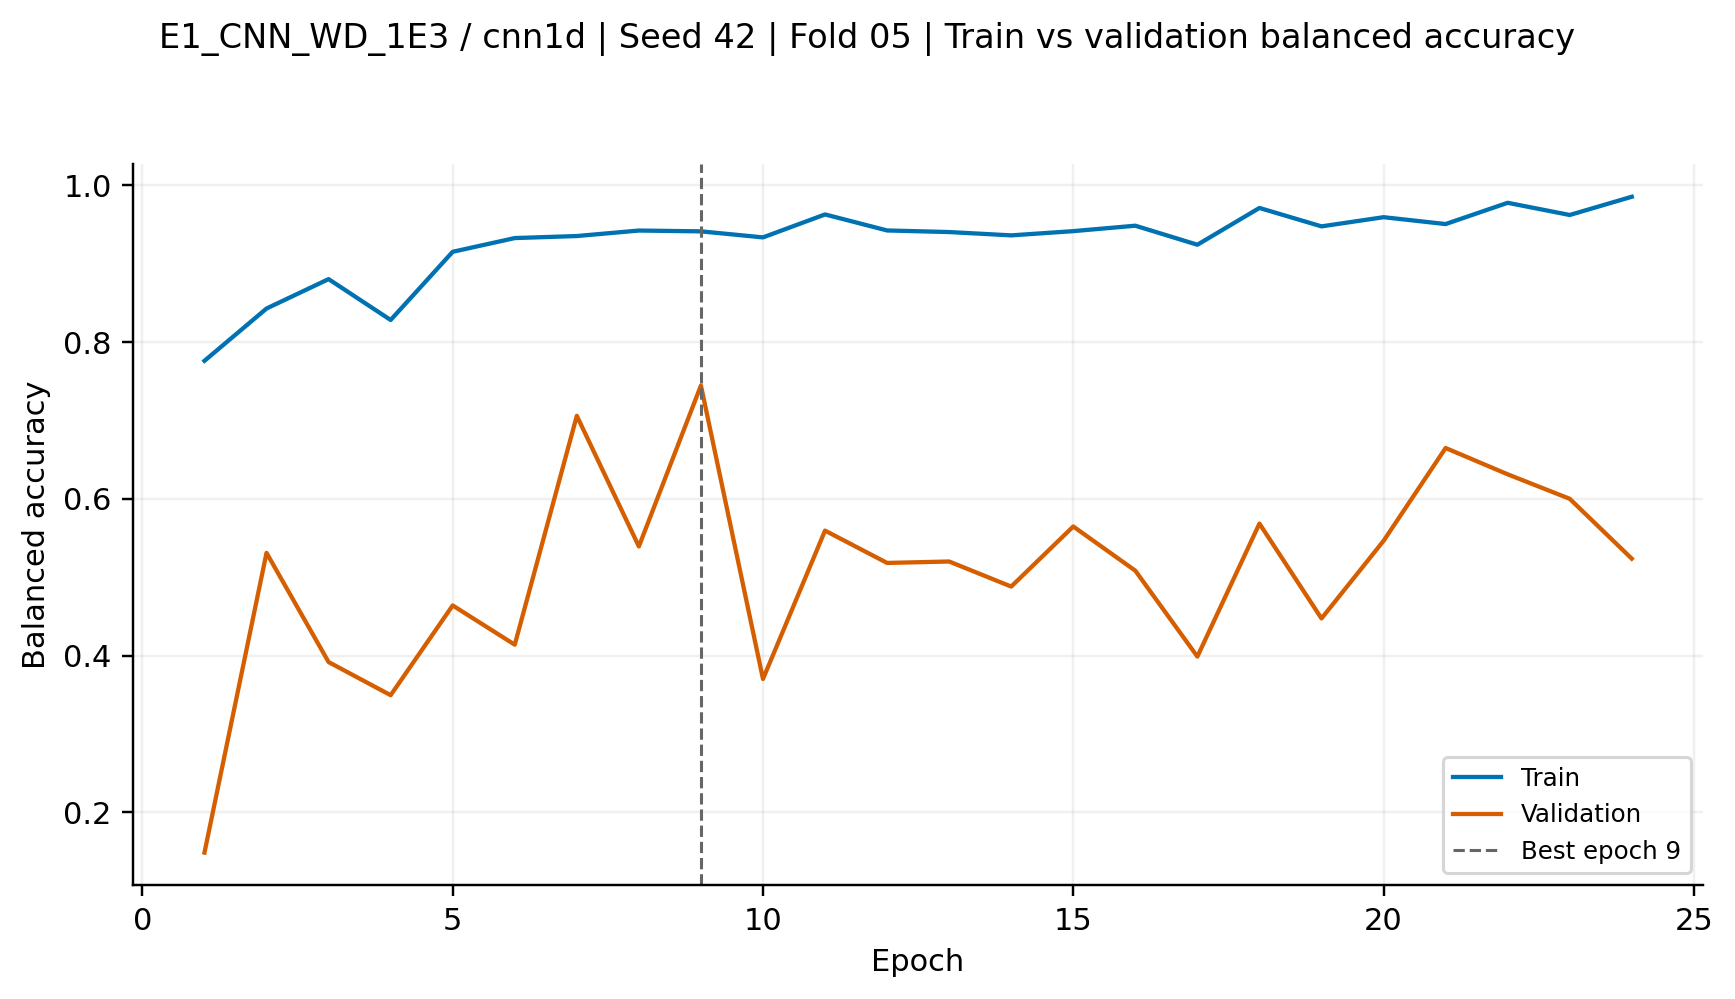 E1_CNN_WD_1E3 / cnn1d | Seed 42 | Fold 05 | Train vs validation balanced accuracy
1.0
0.8
0.6
0.4
0.2
Balanced accuracy
0 5 10 15 20 25
Epoch
Train
Validation
Best epoch 9